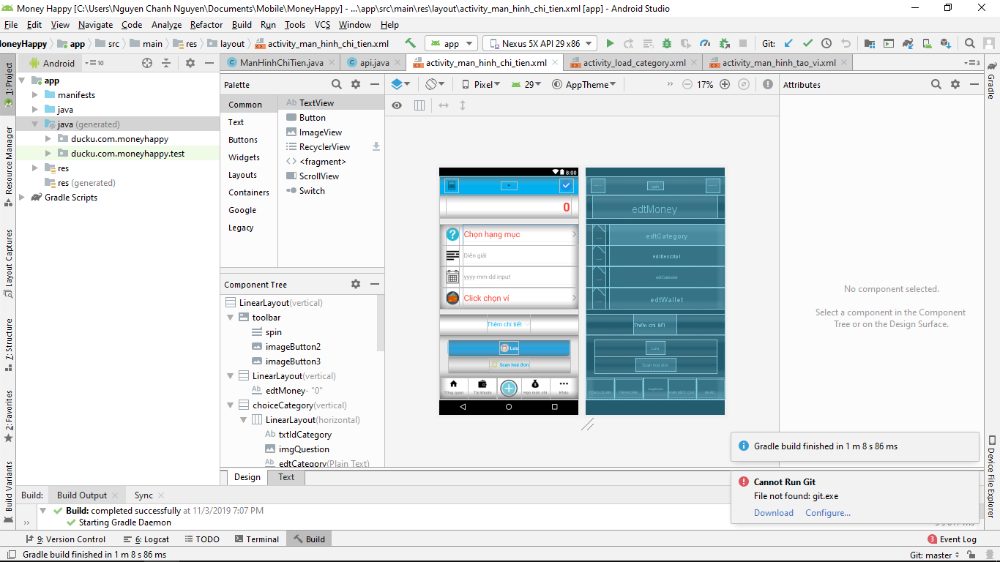 Money Happy [C:\Users\Nguyen Chanh Nguyen\Documents\Mobile\MoneyHappy] - ...\app\src\main\res\layout\activity_man_hinh_chi_tien.xml [app] - Android Studio
File Edit View Navigate Code Analyze Refactor Build Run Tools VCS Window Help
MoneyHappy app src main res layout activity_man_hinh_chi_tien.xml app Nexus 5X API 29 x86 Git:
Android 10 ManHinhChiTien.java api.java activity_man_hinh_chi_tien.xml activity_load_category.xml activity_man_hinh_tao_vi.xml 3
1: Project
Resource Manager
Layout Captures
7: Structure
2: Favorites
Build Variants
app
manifests
java
java (generated)
ducku.com.moneyhappy
ducku.com.moneyhappy.test
res
res (generated)
Gradle Scripts
Palette
Common
Text
Buttons
Widgets
Layouts
Containers
Google
Legacy
Ab TextView
Button
ImageView
RecyclerView
<fragment>
ScrollView
Switch
Component Tree
LinearLayout(vertical)
toolbar
spin
imageButton2
imageButton3
LinearLayout(vertical)
Ab edtMoney- "0"
choiceCategory(vertical)
LinearLayout(horizontal)
Ab txtIdCategory
imgQuestion
Ab edtCategory(Plain Text)
Design Text
Pixel 29 AppTheme 17%
8:00
0
Chọn hạng mục
Diễn giải
yyyy-mm-dd input
Click chọn ví
Thêm chi tiết
Lưu
Scan hoá đơn
Tổng quan Tài khoản Hạn mức chi Khác
spin
edtMoney
edtCategory
edtDescript
edtCalendar
edtWallet
Thêm chi tiết
Lưu
Scan hoá đơn
Attributes
No component selected.
Select a component in the Component
Tree or on the Design Surface.
Gradle
Device File Explorer
Gradle build finished in 1 m 8 s 86 ms
Cannot Run Git
File not found: git.exe
Download Configure...
Build: Build Output Sync
Build: completed successfully at 11/3/2019 7:07 PM
Starting Gradle Daemon
9: Version Control 6: Logcat TODO Terminal Build 3 Event Log
Gradle build finished in 1 m 8 s 86 ms Git: master